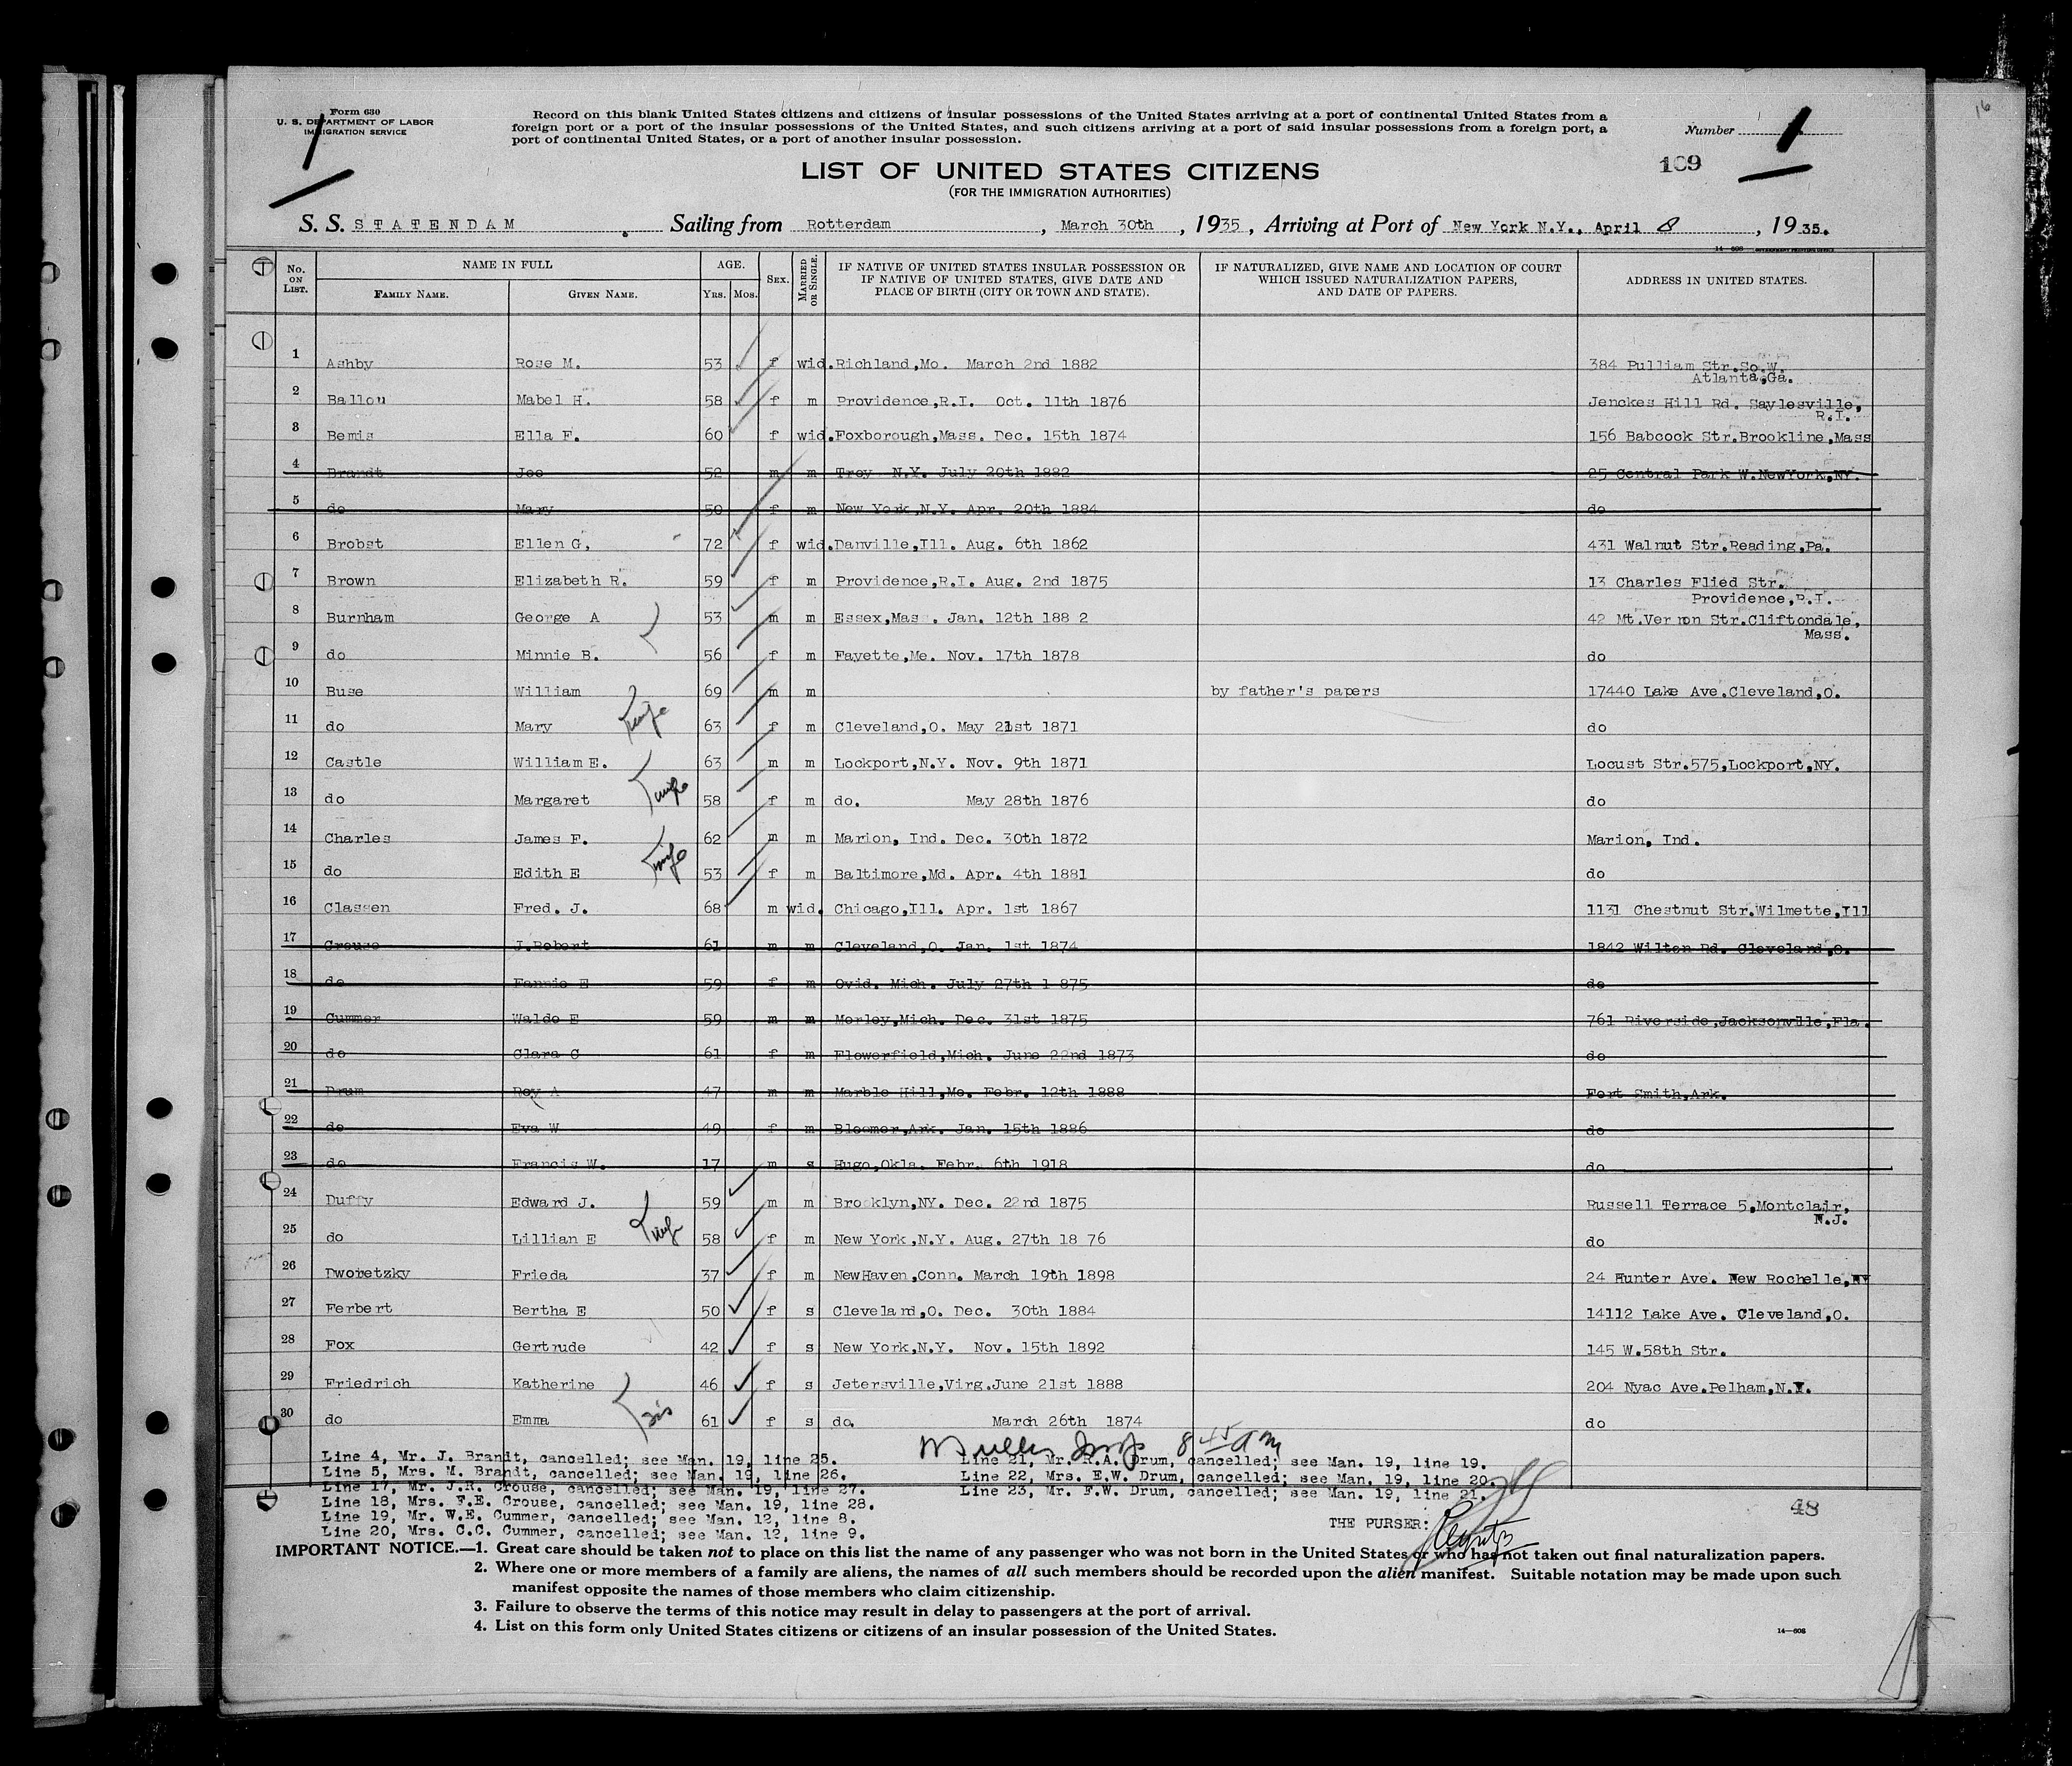 Form 630
U. S. DEPARTMENT OF LABOR
IMMIGRATION SERVICE
Record on this blank United States citizens and citizens of insular possessions of the United States arriving at a port of continental United States from a
foreign port or a port of the insular possessions of the United States, and such citizens arriving at a port of said insular possessions from a foreign port, a
port of continental United States, or a port of another insular possession.
Number 1
16
1
LIST OF UNITED STATES CITIZENS
(FOR THE IMMIGRATION AUTHORITIES)
169
S. S. STATENDAM Sailing from Rotterdam, March 30th, 1935, Arriving at Port of New York N.Y., April 8, 1935.
No. ON LIST. NAME IN FULL FAMILY NAME. GIVEN NAME. AGE. YRS. MOS. SEX. MARRIED OR SINGLE. IF NATIVE OF UNITED STATES INSULAR POSSESSION OR IF NATIVE OF UNITED STATES, GIVE DATE AND PLACE OF BIRTH (CITY OR TOWN AND STATE). IF NATURALIZED, GIVE NAME AND LOCATION OF COURT WHICH ISSUED NATURALIZATION PAPERS, AND DATE OF PAPERS. ADDRESS IN UNITED STATES.
1 Ashby Rose M. 53 f wid. Richland,Mo. March 2nd 1882 384 Pulliam Str.So.W.
Atlanta,Ga.
2 Ballou Mabel H. 58 f m Providence,R.I. Oct. 11th 1876 Jenckes Hill Rd. Saylesville,
R.I.
3 Bemis Ella F. 60 f wid. Foxborough,Mass. Dec. 15th 1874 156 Babcock Str.Brookline,Mass
4 Brandt Joe 52 m m Troy N.Y. July 20th 1882 25 Central Park W.NewYork,NY.
5 do Mary 50 f m New York,N.Y. Apr. 20th 1884 do
6 Brobst Ellen G, 72 f wid. Danville,Ill. Aug. 6th 1862 431 Walnut Str.Reading,Pa.
7 Brown Elizabeth R. 59 f m Providence,R.I. Aug. 2nd 1875 13 Charles Flied Str.
Providence,R.I.
8 Burnham George A 53 m m Essex,Mas . Jan. 12th 188 2 42 Mt.Vernon Str.Cliftondale,
Mass.
9 do Minnie B. 56 f m Fayette,Me. Nov. 17th 1878 do
10 Buse William 69 m m by father's papers 17440 Lake Ave.Cleveland,O.
11 do Mary wife 63 f m Cleveland,O. May 21st 1871 do
12 Castle William E. 63 m m Lockport,N.Y. Nov. 9th 1871 Locust Str.575,Lockport,NY.
13 do Margaret wife 58 f m do. May 28th 1876 do
14 Charles James F. 62 m m Marion, Ind. Dec. 30th 1872 Marion, Ind.
15 do Edith E wife 53 f m Baltimore,Md. Apr. 4th 1881 do
16 Classen Fred. J. 68 m wid. Chicago,Ill. Apr. 1st 1867 1131 Chestnut Str.Wilmette,Ill
17 Crouse J.Robert 61 m m Cleveland,O. Jan. 1st 1874 1842 Wilton Rd. Cleveland,O.
18 do Fannie E 59 f m Ovid. Mich. July 27th 1 875 do
19 Cummer Waldo E 59 m m Morley,Mich. Dec. 31st 1875 761 Riverside,Jacksonville,Fla.
20 do Clara C 61 f m Flowerfield,Mich. June 22nd 1873 do
21 Drum Roy A 47 m m Marble Hill,Mo. Febr. 12th 1888 Fort Smith,Ark.
22 do Eva W 49 f m Bloomer,Ark. Jan. 15th 1886 do
23 do Francis W. 17 m s Hugo,Okla. Febr. 6th 1918 do
24 Duffy Edward J. 59 m m Brooklyn,NY. Dec. 22nd 1875 Russell Terrace 5,Montclair,
N.J.
25 do Lillian E wife 58 f m New York,N.Y. Aug. 27th 18 76 do
26 Dworetzky Frieda 37 f m NewHaven,Conn. March 19th 1898 24 Hunter Ave. New Rochelle,NY
27 Ferbert Bertha E 50 f s Cleveland,O. Dec. 30th 1884 14112 Lake Ave. Cleveland,O.
28 Fox Gertrude 42 f s New York,N.Y. Nov. 15th 1892 145 W.58th Str.
29 Friedrich Katherine 46 f s Jetersville,Virg.June 21st 1888 204 Nyac Ave.Pelham,N.Y.
30 do Emma sis 61 f s do. March 26th 1874 do
8 45 am
Line 4, Mr. J. Brandt, cancelled; see Man. 19, line 25. Line 21, Mr. R.A. Drum, cancelled; see Man. 19, line 19.
Line 5, Mrs. M. Brandt, cancelled; see Man. 19, line 26. Line 22, Mrs. E.W. Drum, cancelled; see Man. 19, line 20.
Line 17, Mr. J.R. Crouse, cancelled; see Man. 19, line 27. Line 23, Mr. F.W. Drum, cancelled; see Man. 19, line 21.
Line 18, Mrs. F.E. Crouse, cancelled; see Man. 19, line 28.
Line 19, Mr. W.E. Cummer, cancelled; see Man. 12, line 8.
Line 20, Mrs. C.C. Cummer, cancelled; see Man. 12, line 9.
THE PURSER:
48
IMPORTANT NOTICE.—1. Great care should be taken not to place on this list the name of any passenger who was not born in the United States or who has not taken out final naturalization papers.
2. Where one or more members of a family are aliens, the names of all such members should be recorded upon the alien manifest. Suitable notation may be made upon such
manifest opposite the names of those members who claim citizenship.
3. Failure to observe the terms of this notice may result in delay to passengers at the port of arrival.
4. List on this form only United States citizens or citizens of an insular possession of the United States.
14—608